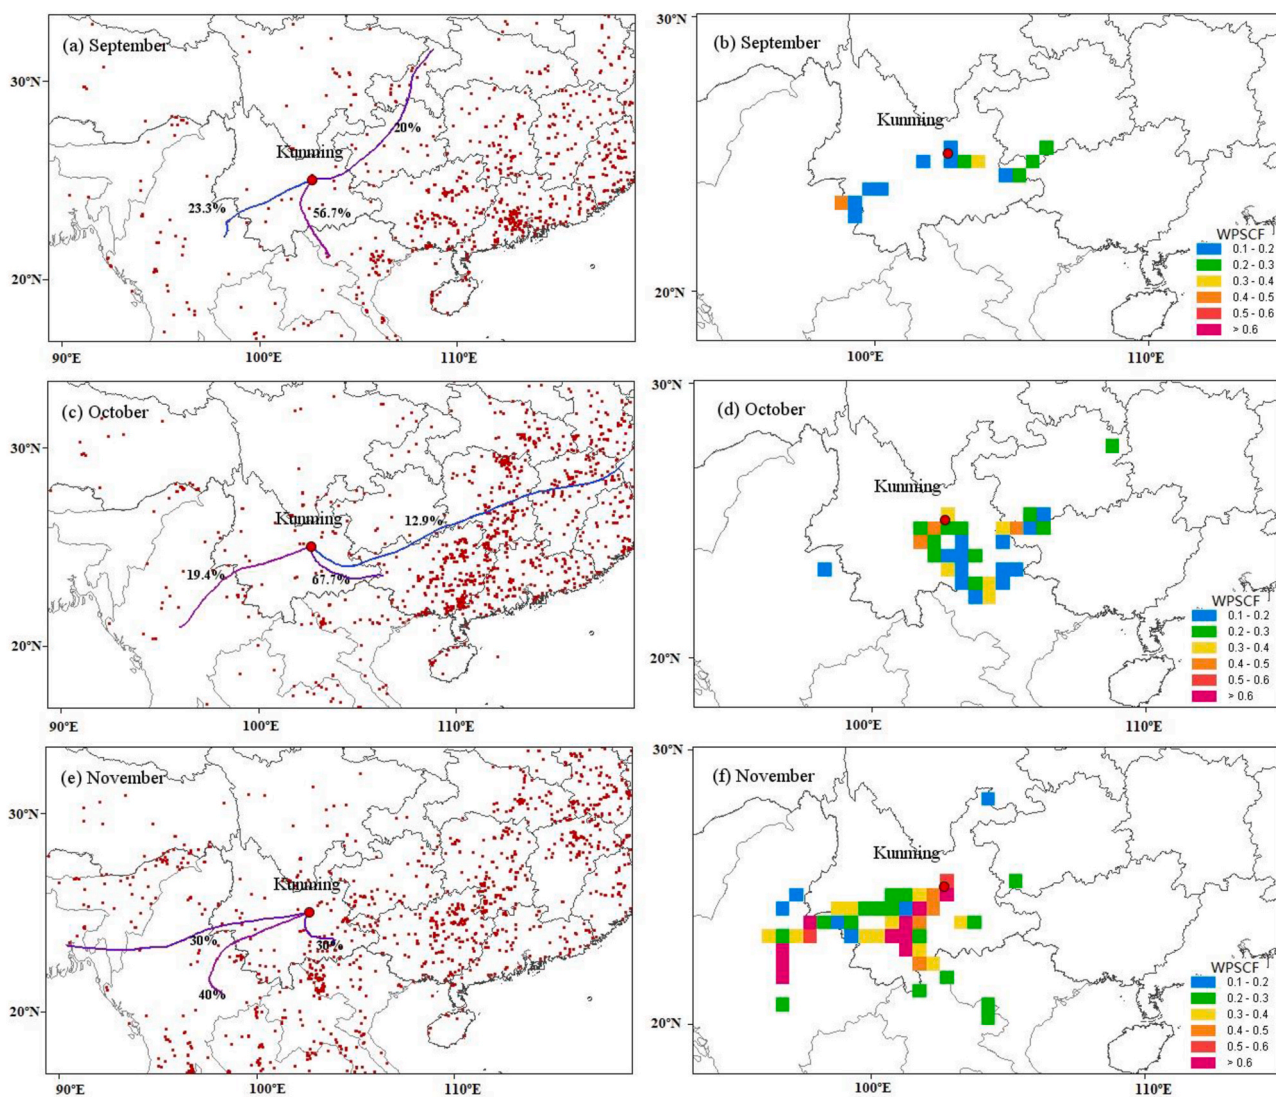 (a) September
30°N
20%
Kunming
23.3%
56.7%
20°N
90°E
100°E
110°E
30°N
(b) September
Kunming
WPSCF
0.1 - 0.2
0.2 - 0.3
0.3 - 0.4
0.4 - 0.5
0.5 - 0.6
> 0.6
20°N
100°E
110°E
(c) October
30°N
Kunming
12.9%
19.4%
67.7%
20°N
90°E
100°E
110°E
30°N
(d) October
Kunming
WPSCF
0.1 - 0.2
0.2 - 0.3
0.3 - 0.4
0.4 - 0.5
0.5 - 0.6
> 0.6
20°N
100°E
110°E
(e) November
30°N
Kunming
30%
30%
40%
20°N
90°E
100°E
110°E
30°N
(f) November
Kunming
WPSCF
0.1 - 0.2
0.2 - 0.3
0.3 - 0.4
0.4 - 0.5
0.5 - 0.6
> 0.6
20°N
100°E
110°E